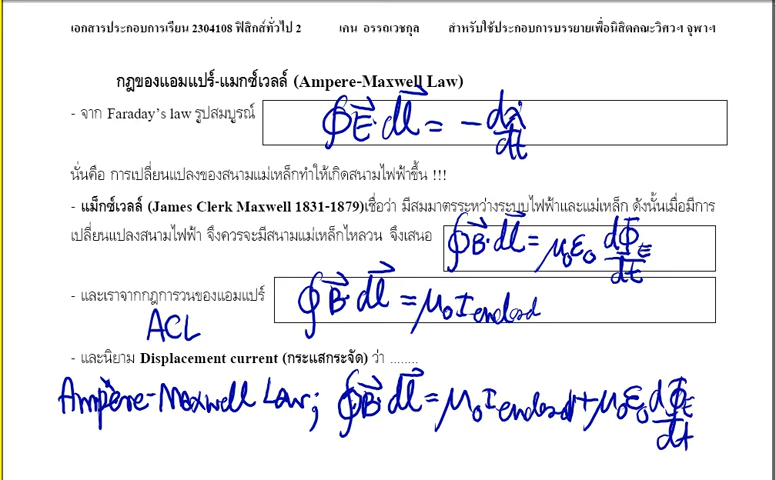 เอกสารประกอบการเรียน 2304108 ฟิสิกส์ทั่วไป 2 เกน อรรถเวชกุล สำหรับใช้ประกอบการบรรยายเพื่อนิสิตคณะวิศวฯ จุฬาฯ
กฎของแอมแปร์-แมกซ์เวลล์ (Ampere-Maxwell Law)
- จาก Faraday's law รูปสมบูรณ์ ∮E⃗·dl⃗ = -dλ/dt
นั่นคือ การเปลี่ยนแปลงของสนามแม่เหล็กทำให้เกิดสนามไฟฟ้าขึ้น !!!
- แม็กซ์เวลล์ (James Clerk Maxwell 1831-1879)เชื่อว่า มีสมมาตรระหว่างระบบไฟฟ้าและแม่เหล็ก ดังนั้นเมื่อมีการ
เปลี่ยนแปลงสนามไฟฟ้า จึงควรจะมีสนามแม่เหล็กไหลวน จึงเสนอ ∮B⃗·dl⃗ = μ₀ε₀ dΦ_E/dt
- และเราจากกฎการวนของแอมแปร์ ∮B⃗·dl⃗ = μ₀I enclosed
ACL
- และนิยาม Displacement current (กระแสกระจัด) ว่า ........
Ampère-Maxwell Law; ∮B⃗·dl⃗ = μ₀I enclosed + μ₀ε₀ dΦ_E/dt